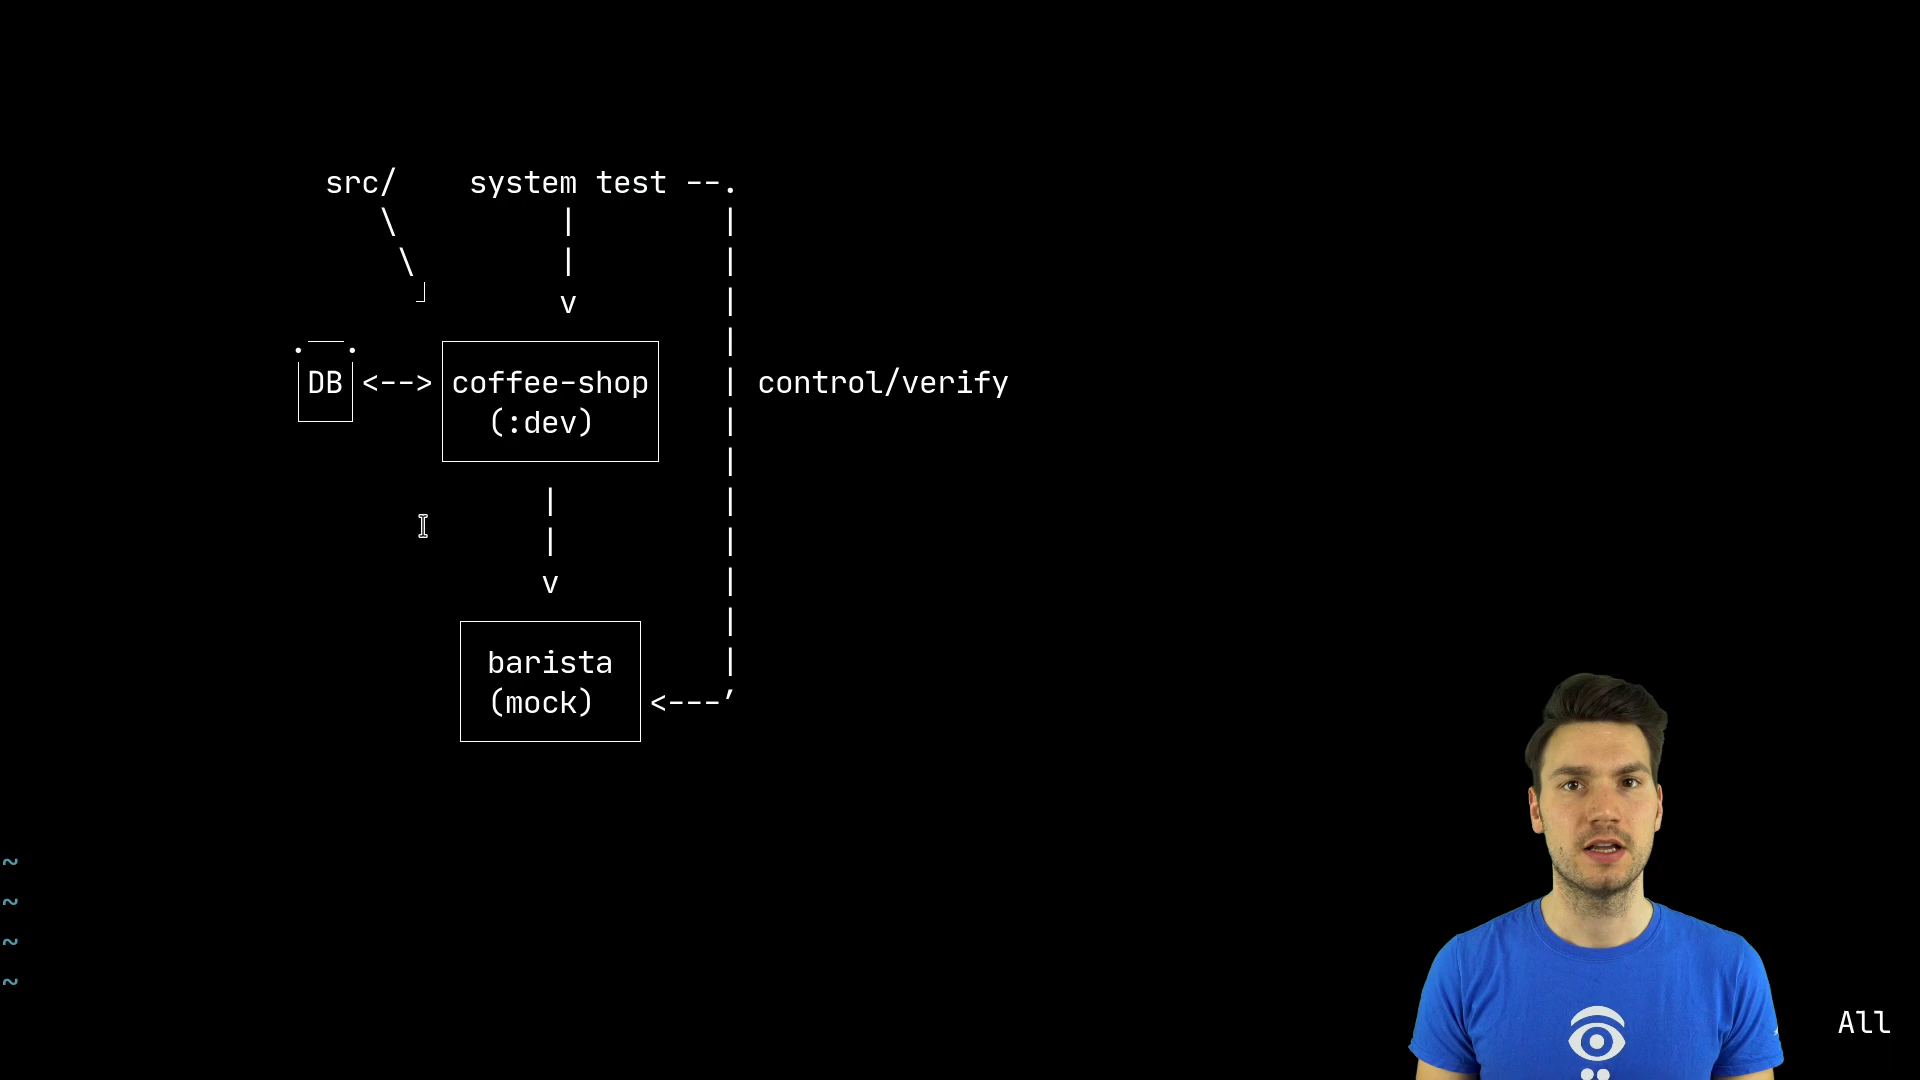 src/ system test --.
DB <--> coffee-shop control/verify
(:dev)
v
v
barista
(mock) <---'
~
~
~
~
All